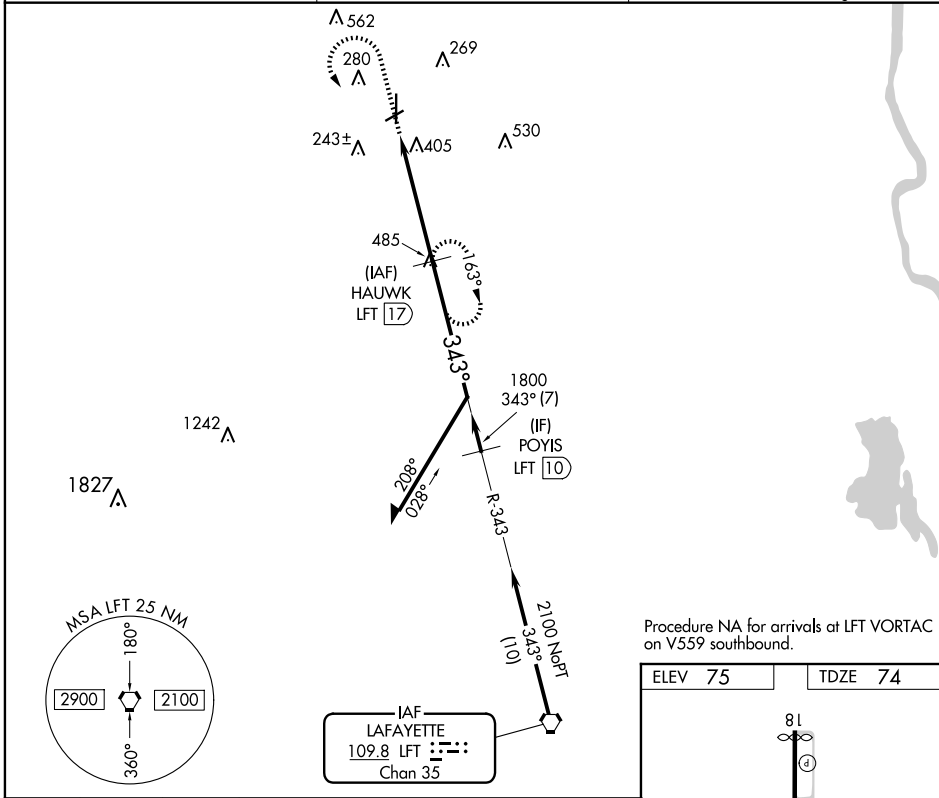 562
280
269
243±
405
530
485
(IAF)
HAUWK
LFT 17
163°
343°
1800
343° (7)
(IF)
POYIS
LFT 10
1242
1827
208°
028°
R-343
2100 NoPT
343°
(10)
MSA LFT 25 NM
180°
2900
2100
360°
IAF
LAFAYETTE
109.8 LFT
Chan 35
Procedure NA for arrivals at LFT VORTAC
on V559 southbound.
ELEV 75
TDZE 74
18
P